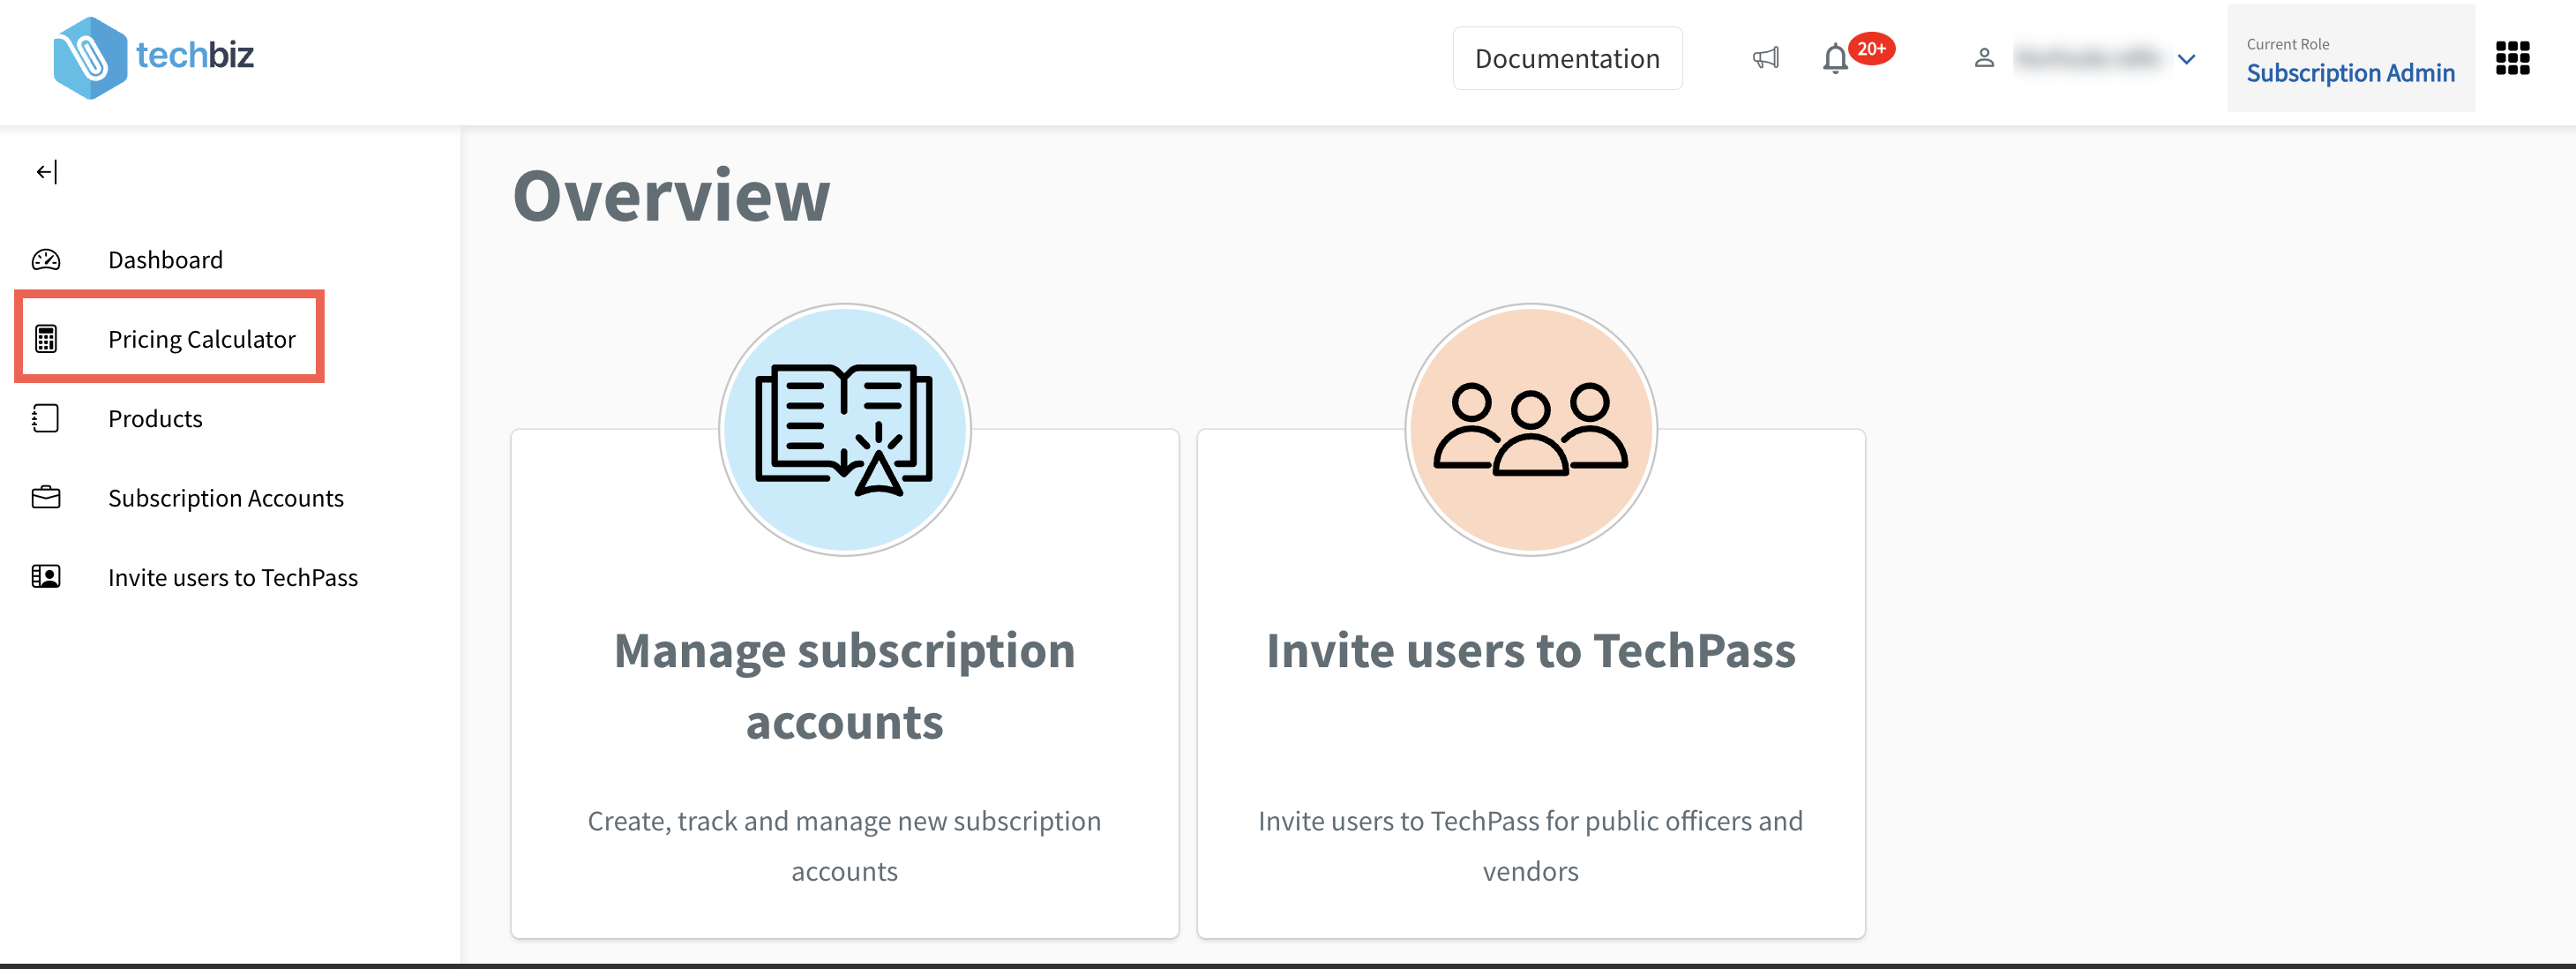 techbiz
Documentation
20+
Current Role
Subscription Admin
Overview
Dashboard
Pricing Calculator
Products
Subscription Accounts
Invite users to TechPass
Manage subscription
accounts
Create, track and manage new subscription
accounts
Invite users to TechPass
Invite users to TechPass for public officers and
vendors